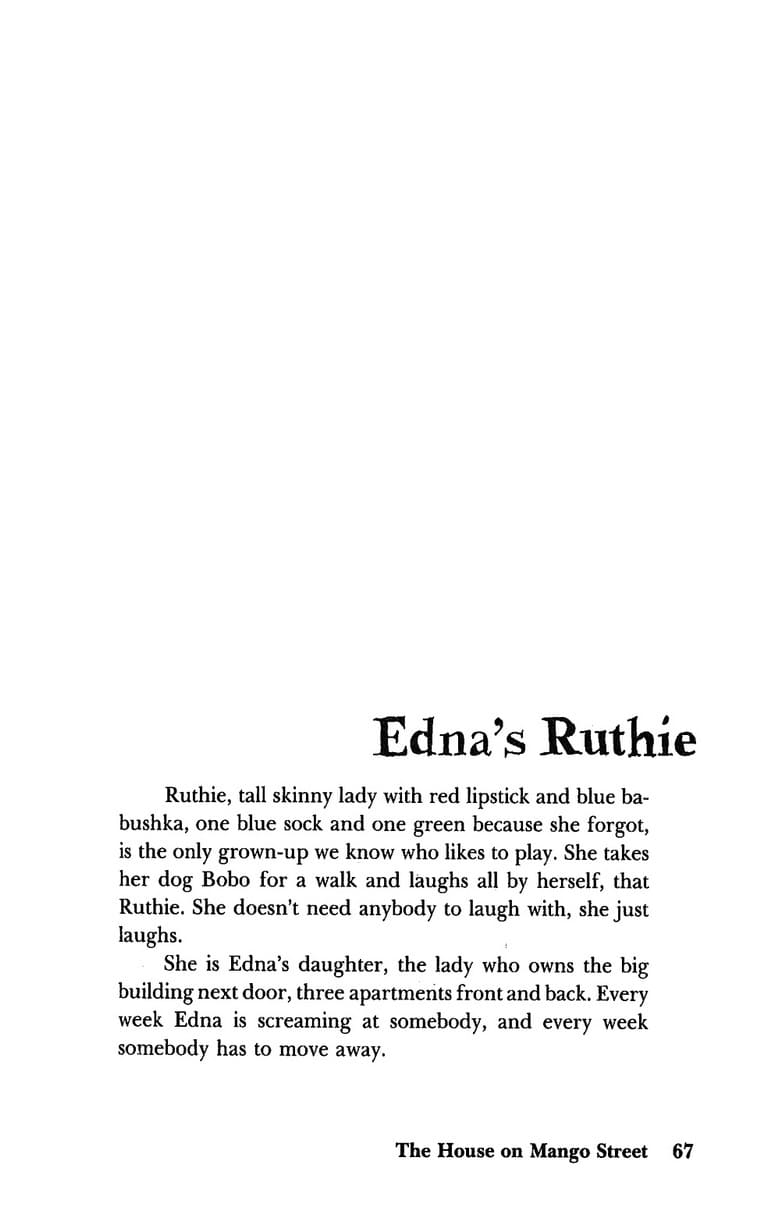 Edna's Ruthie
Ruthie, tall skinny lady with red lipstick and blue ba-
bushka, one blue sock and one green because she forgot,
is the only grown-up we know who likes to play. She takes
her dog Bobo for a walk and laughs all by herself, that
Ruthie. She doesn't need anybody to laugh with, she just
laughs.
She is Edna's daughter, the lady who owns the big
building next door, three apartments front and back. Every
week Edna is screaming at somebody, and every week
somebody has to move away.
The House on Mango Street 67